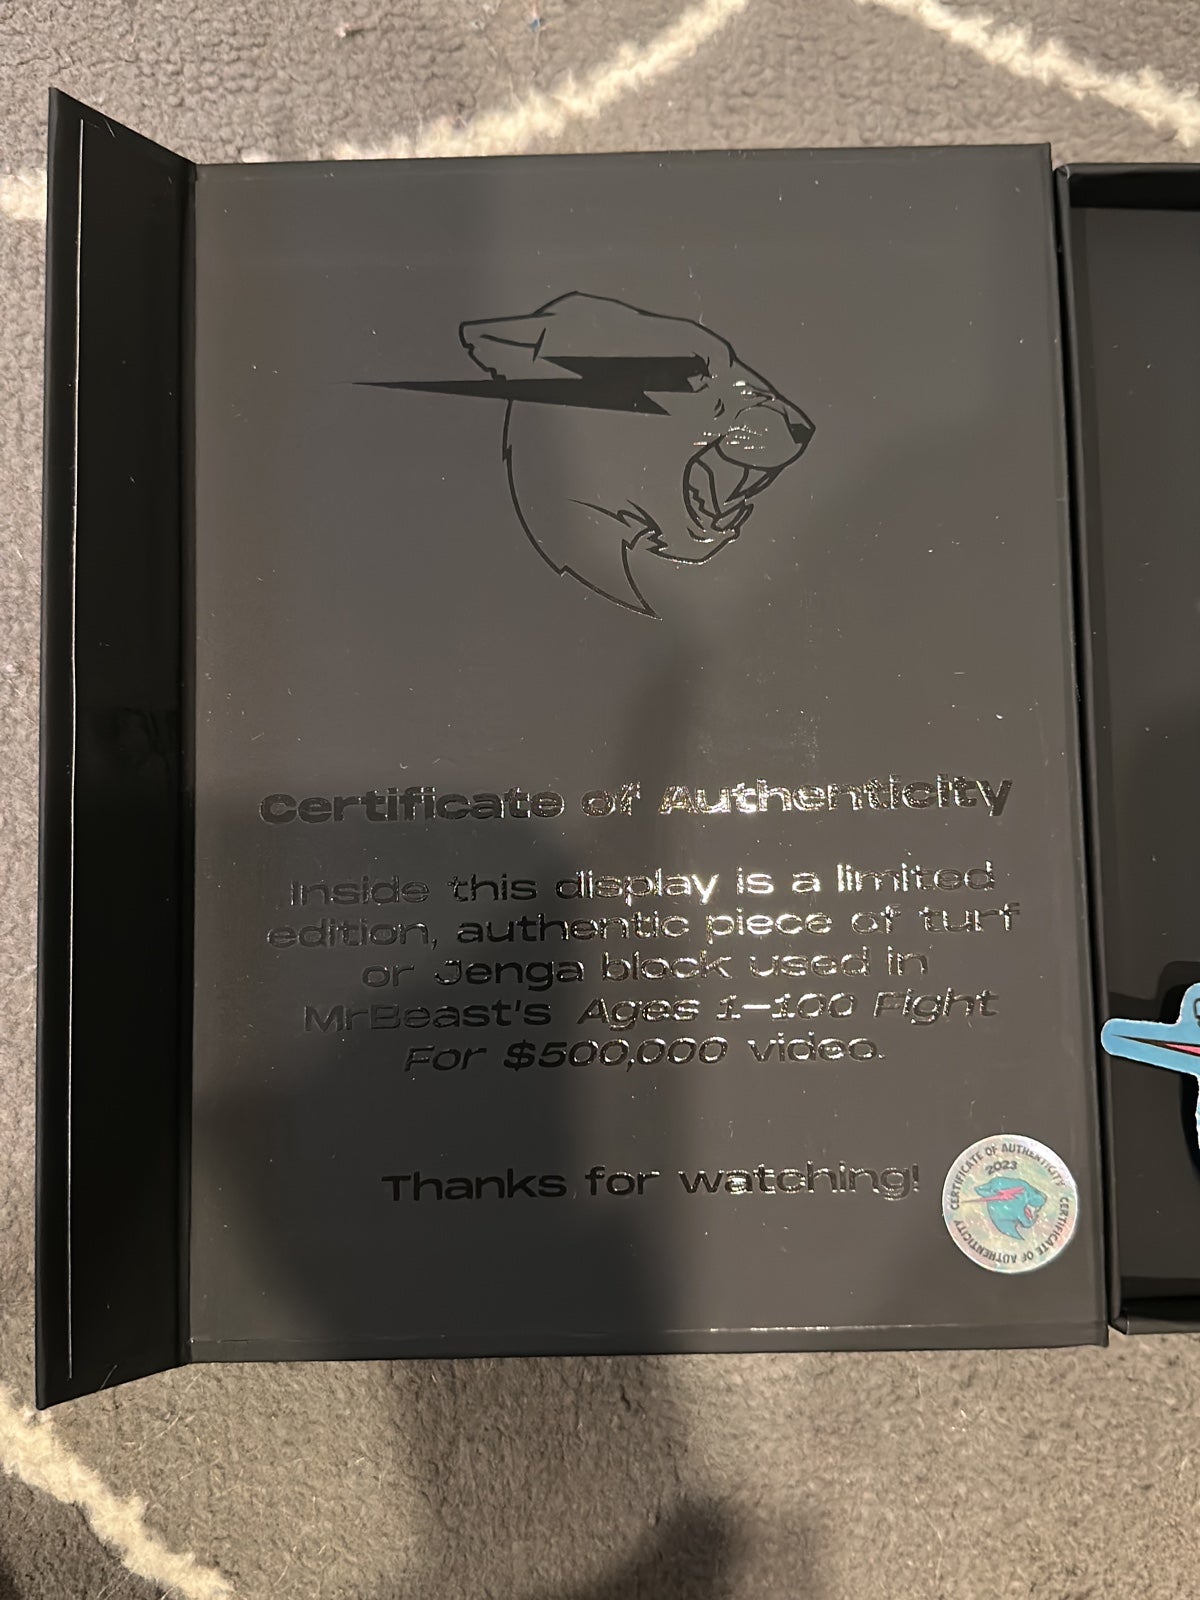 Certificate of Authenticity
Inside this display is a limited
edition, authentic piece of turf
or Jenga block used in
MrBeast's Ages 1-100 Fight
For $500,000 video.
Thanks for watching!
CERTIFICATE OF AUTHENTICITY
2023
CERTIFICATE OF AUTHENTICITY